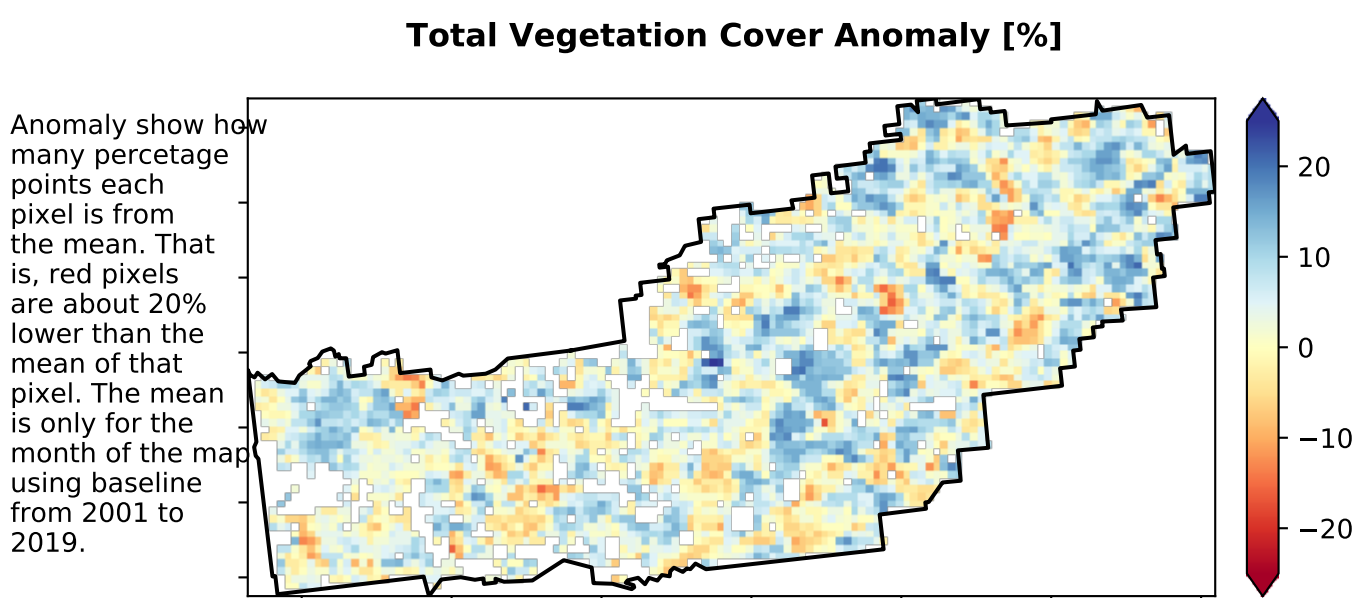 Total Vegetation Cover Anomaly [%]
Anomaly show how
many percetage
points each
pixel is from
the mean. That
is, red pixels
are about 20%
lower than the
mean of that
pixel. The mean
is only for the
month of the map
using baseline
from 2001 to
2019.
20
10
0
−10
−20